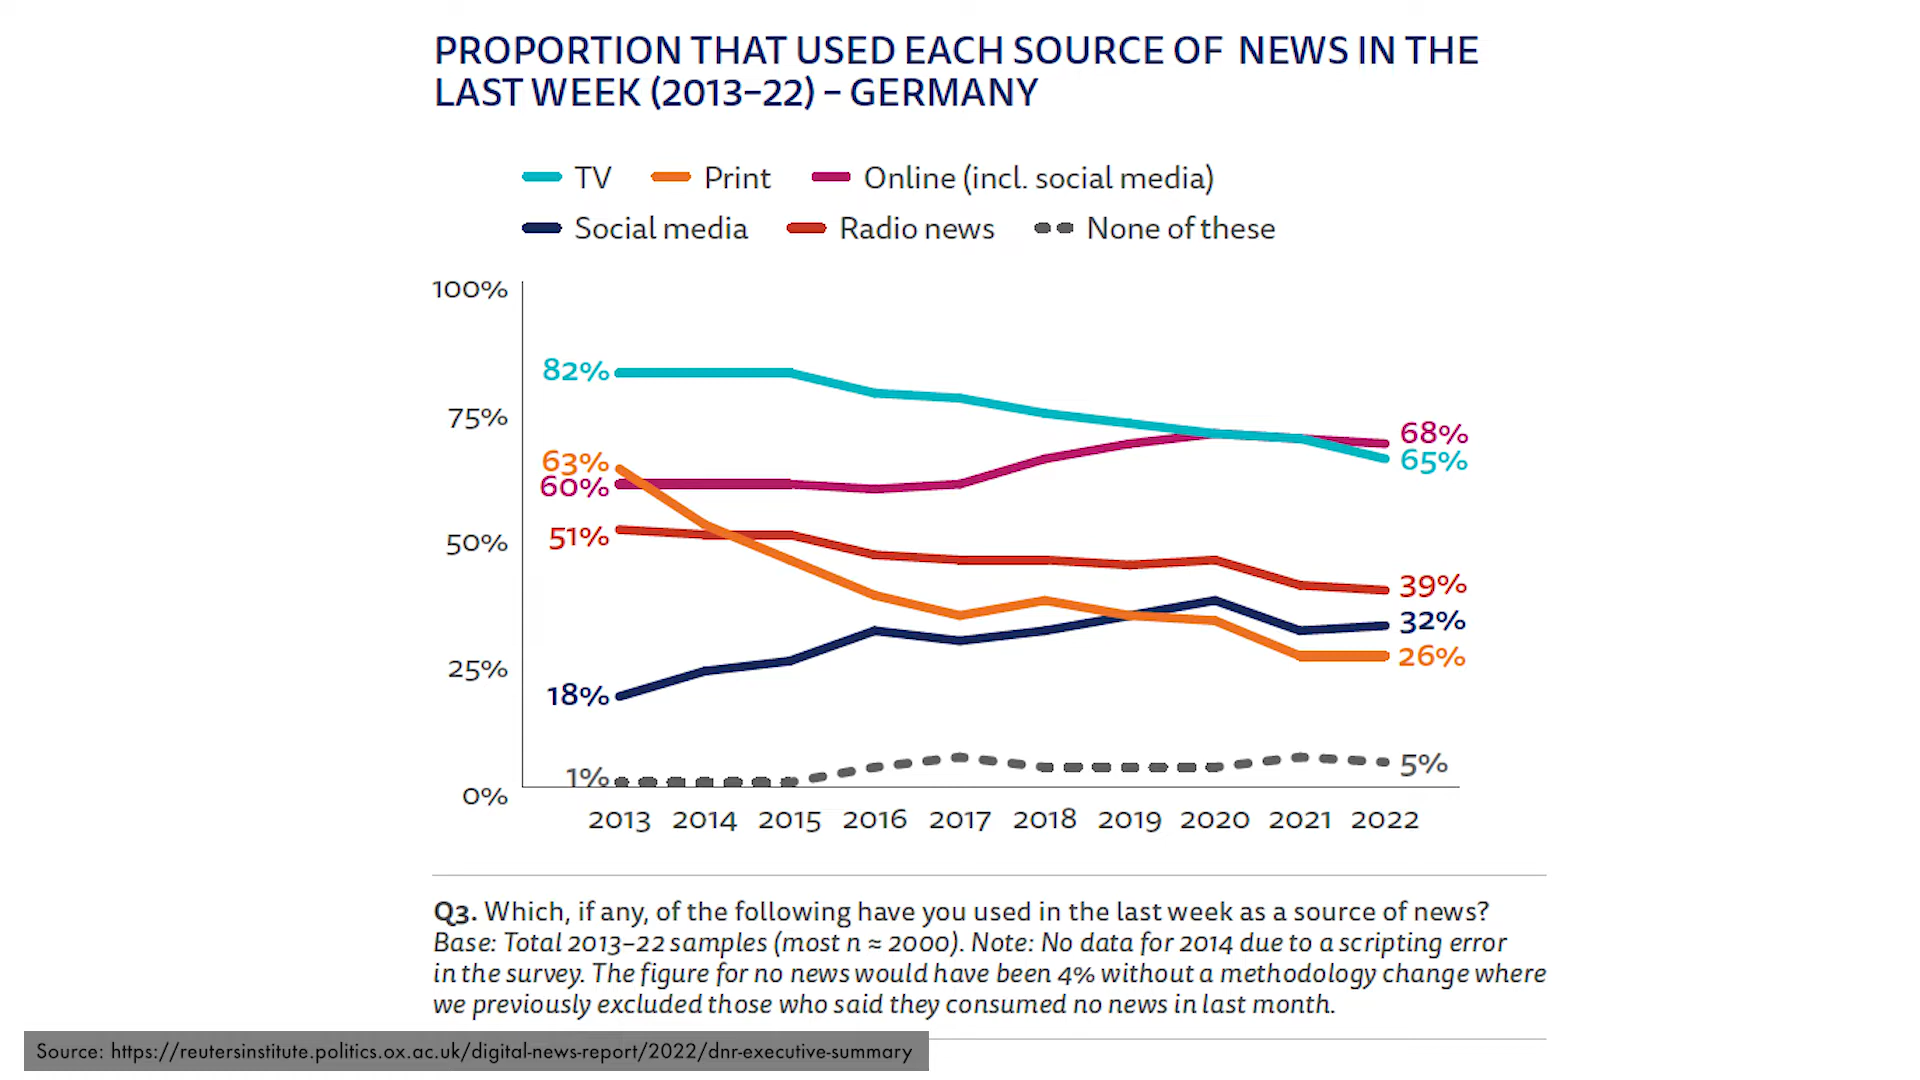 PROPORTION THAT USED EACH SOURCE OF NEWS IN THE
LAST WEEK (2013–22) – GERMANY
TV Print Online (incl. social media)
Social media Radio news None of these
100%
82%
75%
68%
65%
63%
60%
51%
50%
39%
32%
26%
25%
18%
5%
1%
0%
2013 2014 2015 2016 2017 2018 2019 2020 2021 2022
Q3. Which, if any, of the following have you used in the last week as a source of news?
Base: Total 2013–22 samples (most n ≈ 2000). Note: No data for 2014 due to a scripting error
in the survey. The figure for no news would have been 4% without a methodology change where
we previously excluded those who said they consumed no news in last month.
Source: https://reutersinstitute.politics.ox.ac.uk/digital-news-report/2022/dnr-executive-summary